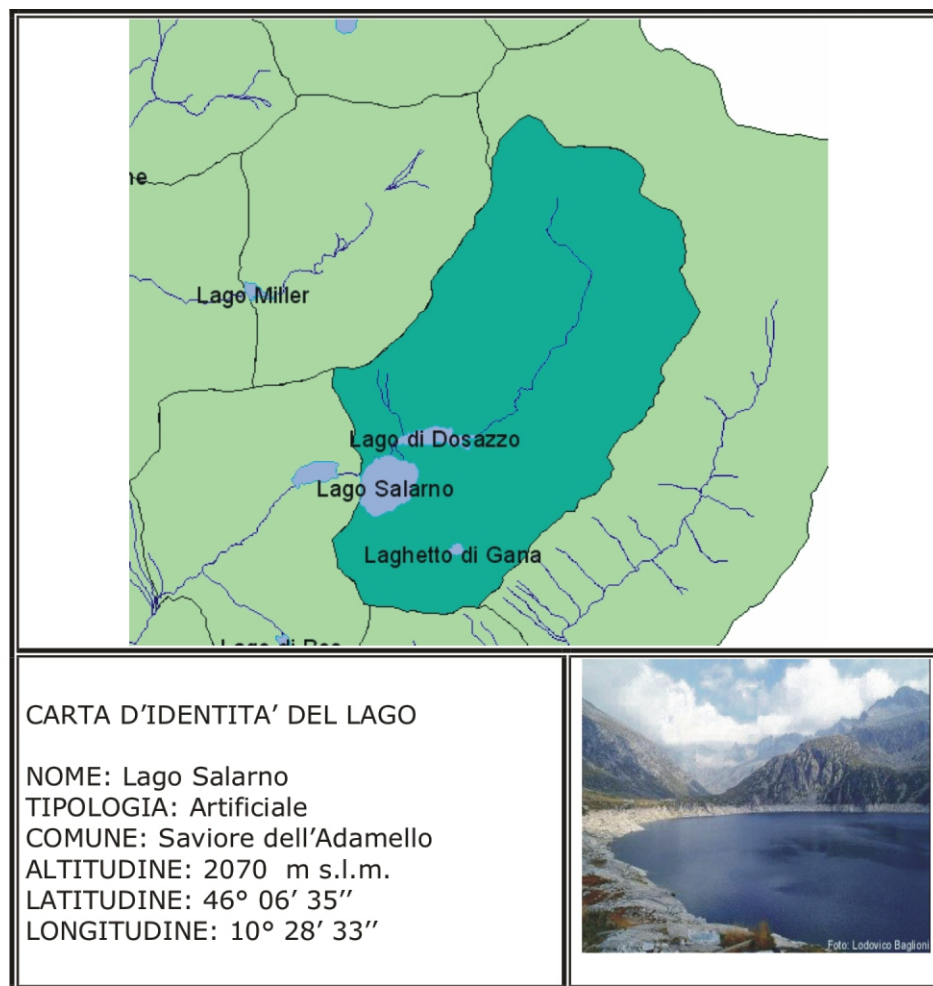 Lago Miller
Lago di Dosazzo
Lago Salarno
Laghetto di Gana
CARTA D'IDENTITA’ DEL LAGO
NOME: Lago Salarno
TIPOLOGIA: Artificiale
COMUNE: Saviore dell’Adamello
ALTITUDINE: 2070 m s.l.m.
LATITUDINE: 46° 06’ 35’’
LONGITUDINE: 10° 28’ 33’’
Foto: Lodovico Baglioni